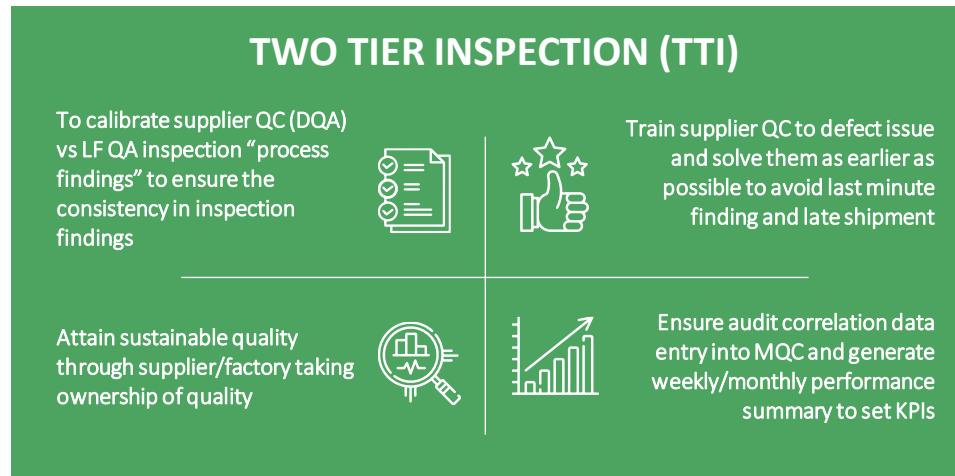 TWO TIER INSPECTION (TTI)
To calibrate supplier QC (DQA)
vs LF QA inspection “process
findings” to ensure the
consistency in inspection
findings
Train supplier QC to defect issue
and solve them as earlier as
possible to avoid last minute
finding and late shipment
Attain sustainable quality
through supplier/factory taking
ownership of quality
Ensure audit correlation data
entry into MQC and generate
weekly/monthly performance
summary to set KPIs